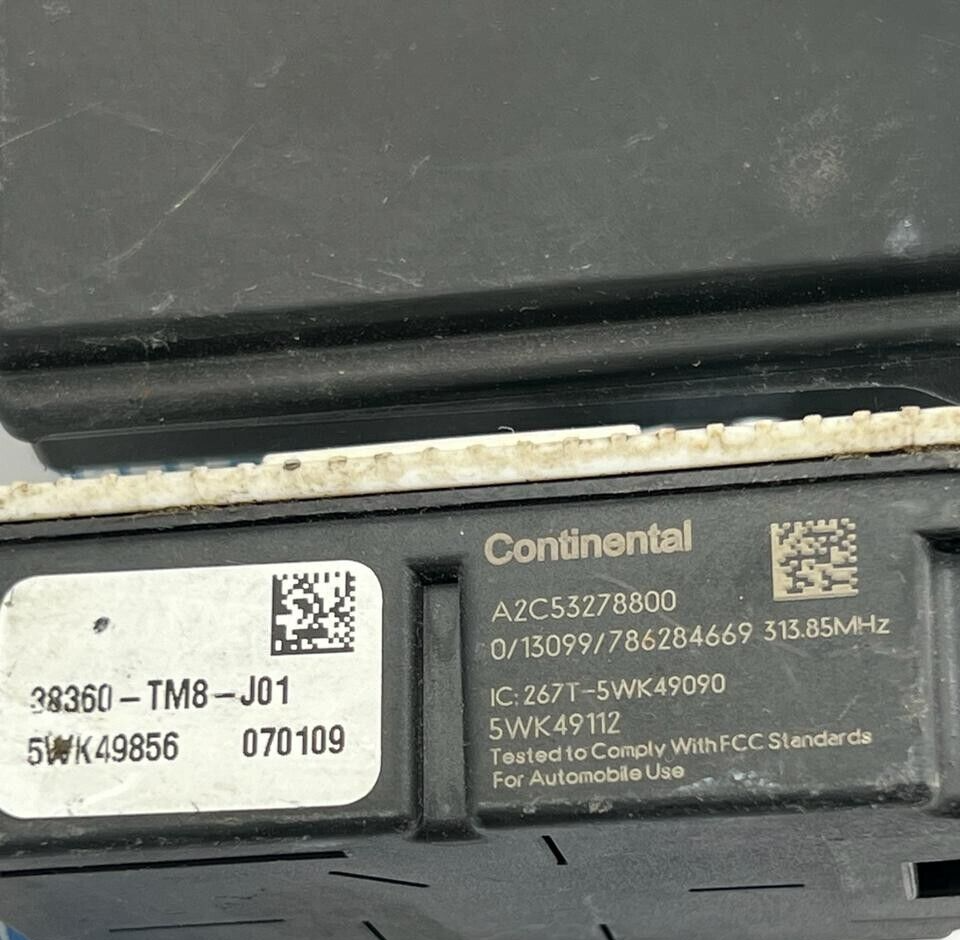 38360-TM8-J01
5WK49856 070109
Continental
A2C53278800
0/13099/786284669 313.85MHz
IC: 267T-5WK49090
5WK49112
Tested to Comply With FCC Standards
For Automobile Use